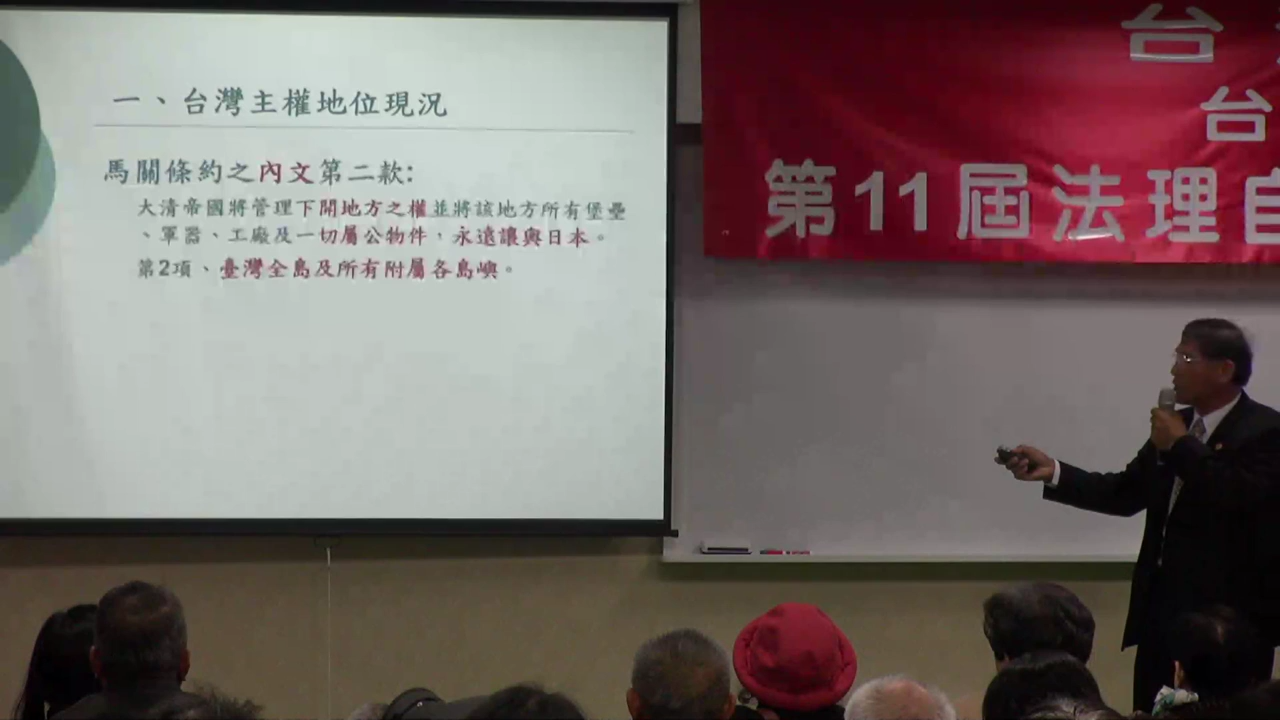 一、台灣主權地位現況
馬關條約之內文第二款:
大清帝國將管理下開地方之權並將該地方所有堡壘
、軍器、工廠及一切屬公物件，永遠讓與日本。
第2項、臺灣全島及所有附屬各島嶼。
台
台
第11屆法理自